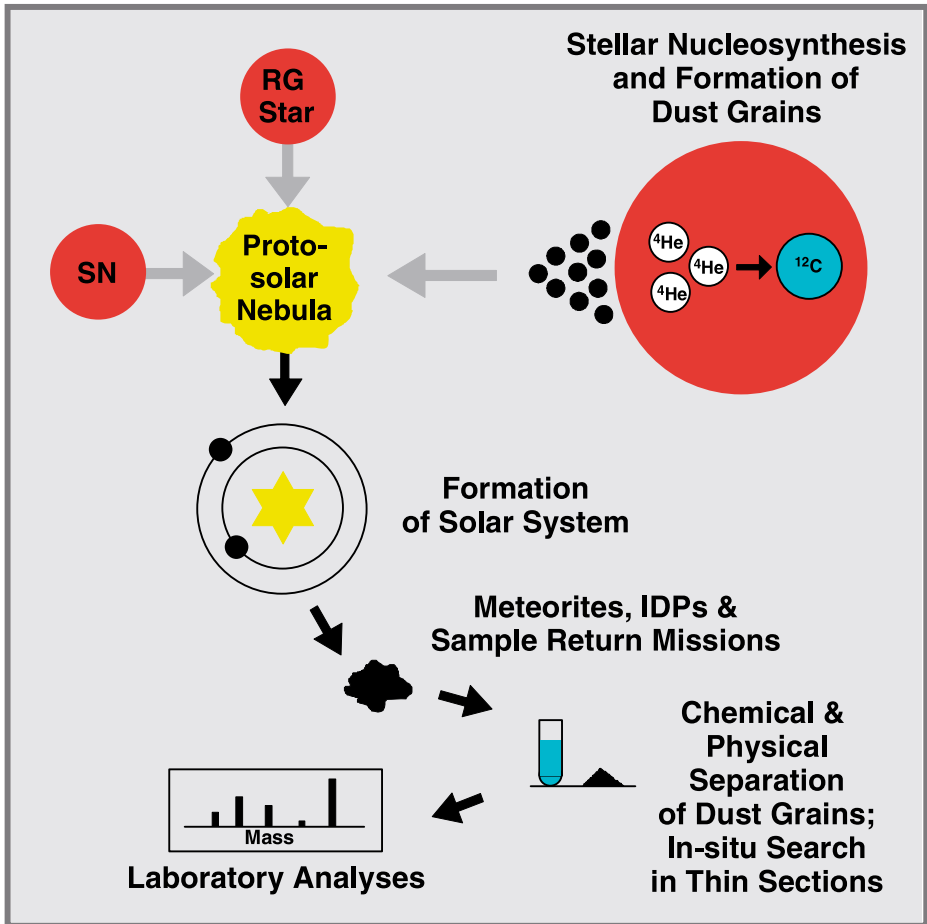 RG
Star
Stellar Nucleosynthesis
and Formation of
Dust Grains
SN
Proto-
solar
Nebula
⁴He
⁴He
⁴He
¹²C
Formation
of Solar System
Meteorites, IDPs &
Sample Return Missions
Chemical &
Physical
Separation
of Dust Grains;
In-situ Search
in Thin Sections
Mass
Laboratory Analyses